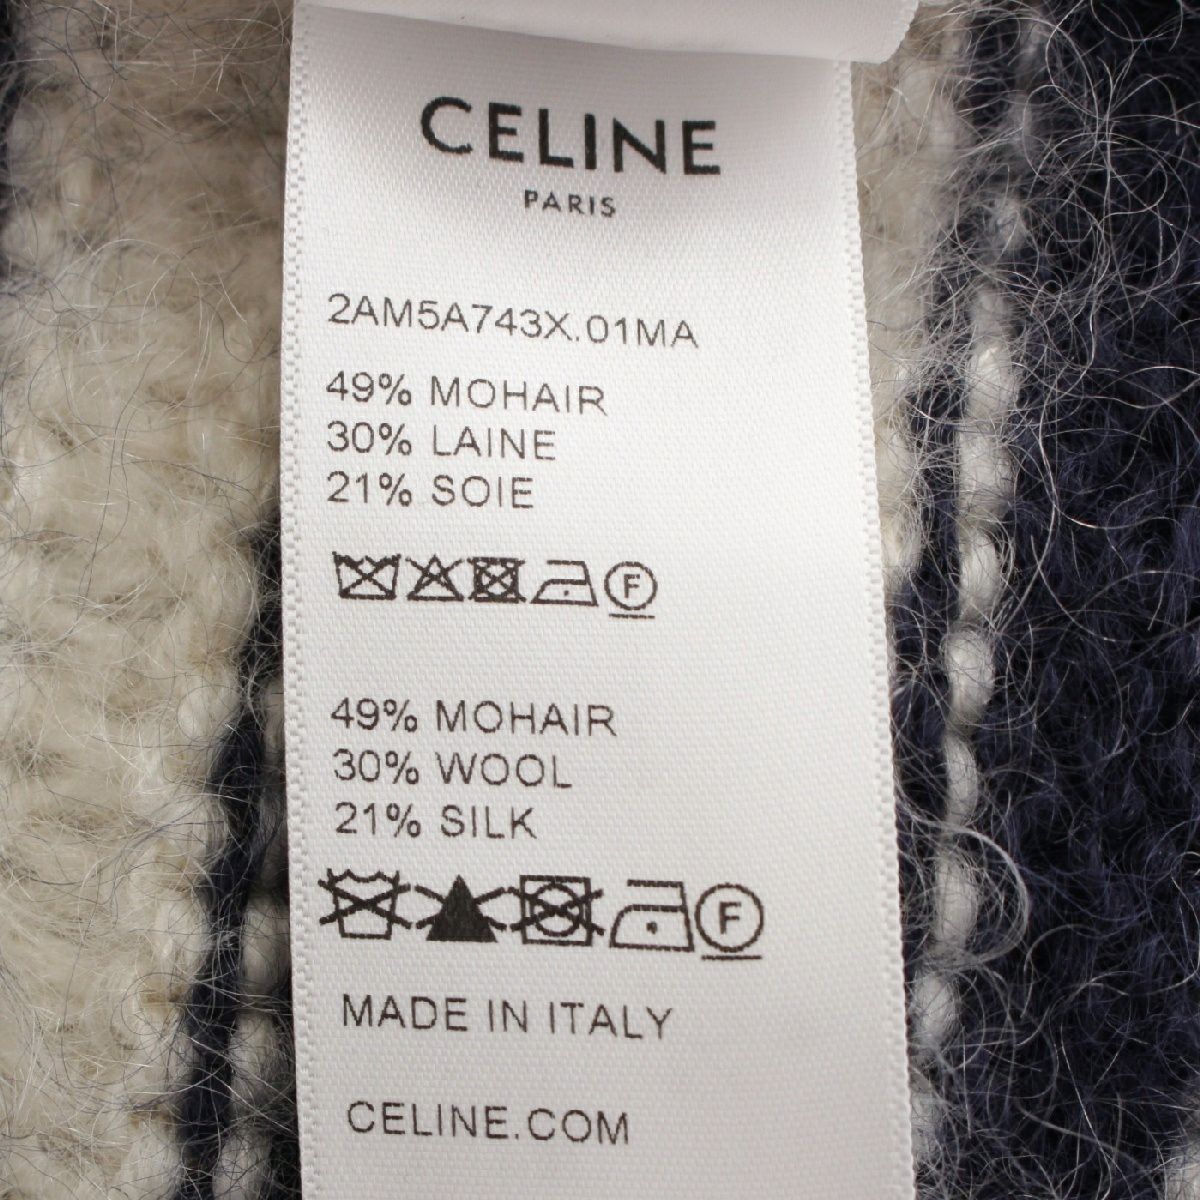 CELINE
PARIS
2AM5A743X.01MA
49% MOHAIR
30% LAINE
21% SOIE
F
49% MOHAIR
30% WOOL
21% SILK
F
MADE IN ITALY
CELINE.COM